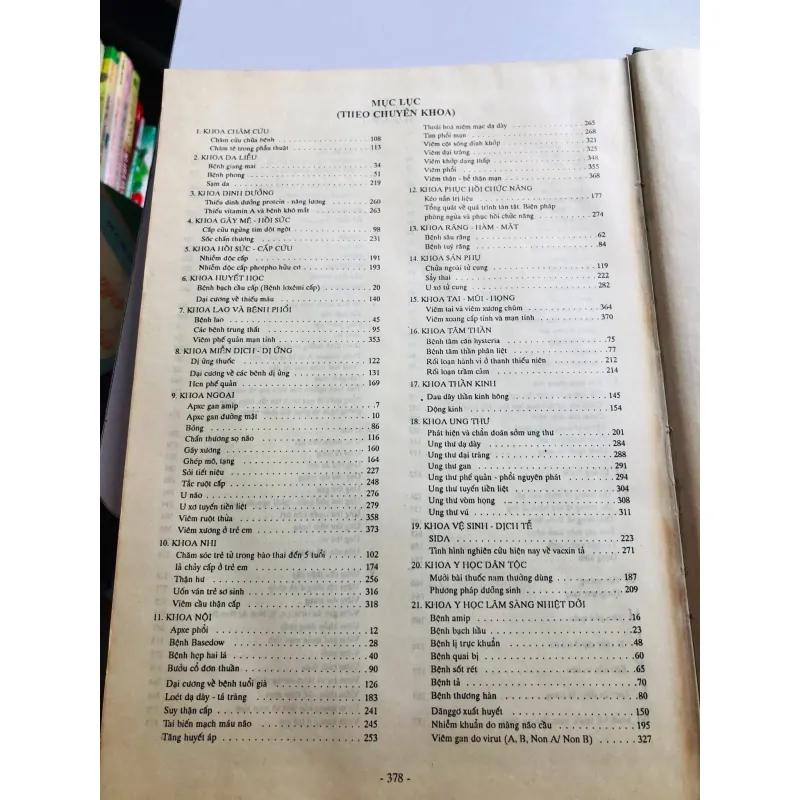 MỤC LỤC
(THEO CHUYÊN KHOA)
1. KHOA CHÂM CỨU
Châm cứu chữa bệnh 108
Châm tê trong phẫu thuật 113
2. KHOA DA LIỄU
Bệnh giang mai 34
Bệnh phong 51
Sạm da 219
3. KHOA DINH DƯỠNG
Thiếu dinh dưỡng protein - năng lượng 260
Thiếu vitamin A và bệnh khô mắt 263
4. KHOA GÂY MÊ - HỒI SỨC
Cấp cứu ngừng tim đột ngột 98
Sốc chấn thương 231
5. KHOA HỒI SỨC - CẤP CỨU
Nhiễm độc cấp 191
Nhiễm độc cấp photpho hữu cơ 193
6. KHOA HUYẾT HỌC
Bệnh bạch cầu cấp (Bệnh lơxêmi cấp) 20
Đại cương về thiếu máu 140
7. KHOA LAO VÀ BỆNH PHỔI
Bệnh lao 45
Các bệnh trung thất 95
Viêm phế quản mạn tính 353
8. KHOA MIỄN DỊCH - DỊ ỨNG
Dị ứng thuốc 122
Đại cương về các bệnh dị ứng 131
Hen phế quản 169
9. KHOA NGOẠI
Apxe gan amip 7
Apxe gan đường mật 10
Bỏng 86
Chấn thương sọ não 116
Gãy xương 160
Ghép mô, tạng 164
Sỏi tiết niệu 227
Tắc ruột cấp 248
U não 276
U xơ tuyến tiền liệt 279
Viêm ruột thừa 358
Viêm xương ở trẻ em 373
10. KHOA NHI
Chăm sóc trẻ từ trong bào thai đến 5 tuổi 102
Ỉa chảy cấp ở trẻ em 174
Thận hư 256
Uốn ván trẻ sơ sinh 316
Viêm cầu thận cấp 318
11. KHOA NỘI
Apxe phổi 12
Bệnh Basedow 28
Bệnh hẹp hai lá 40
Bướu cổ đơn thuần 90
Đại cương về bệnh tuổi già 126
Loét dạ dày - tá tràng 183
Suy thận cấp 241
Tai biến mạch máu não 245
Tăng huyết áp 253
Thoái hoá niêm mạc dạ dày 265
Tim phổi mạn 268
Viêm cột sống dính khớp 321
Viêm đại tràng 325
Viêm khớp dạng thấp 348
Viêm phổi 355
Viêm thận - bể thận mạn 368
12. KHOA PHỤC HỒI CHỨC NĂNG
Kéo nắn trị liệu 177
Tổng quát về quá trình tàn tật. Biện pháp
phòng ngừa và phục hồi chức năng 274
13. KHOA RĂNG - HÀM - MẶT
Bệnh sâu răng 62
Bệnh tuỷ răng 84
14. KHOA SẢN PHỤ
Chửa ngoài tử cung 119
Sẩy thai 222
U xơ tử cung 282
15. KHOA TAI - MŨI - HỌNG
Viêm tai và viêm xương chũm 364
Viêm xoang cấp tính và mạn tính 370
16. KHOA TÂM THẦN
Bệnh tâm căn hysteria 75
Bệnh tâm thần phân liệt 77
Rối loạn hành vi ở thanh thiếu niên 212
Rối loạn trầm cảm 214
17. KHOA THẦN KINH
Đau dây thần kinh hông 145
Động kinh 154
18. KHOA UNG THƯ
Phát hiện và chẩn đoán sớm ung thư 201
Ung thư dạ dày 284
Ung thư đại tràng 288
Ung thư gan 291
Ung thư phế quản - phổi nguyên phát 294
Ung thư tuyến tiền liệt 304
Ung thư vòm họng 308
Ung thư vú 311
19. KHOA VỆ SINH - DỊCH TỄ
SIDA 223
Tình hình nghiên cứu hiện nay về vacxin tả 271
20. KHOA Y HỌC DÂN TỘC
Mười bài thuốc nam thường dùng 187
Phương pháp dưỡng sinh 209
21. KHOA Y HỌC LÂM SÀNG NHIỆT DỚI
Bệnh amip 16
Bệnh bạch hầu 23
Bệnh lị trực khuẩn 48
Bệnh quai bị 60
Bệnh sốt rét 65
Bệnh tả 70
Bệnh thương hàn 80
Đănggơ xuất huyết 150
Nhiễm khuẩn do màng não cầu 195
Viêm gan do virut (A, B, Non A/ Non B) 327
- 378 -